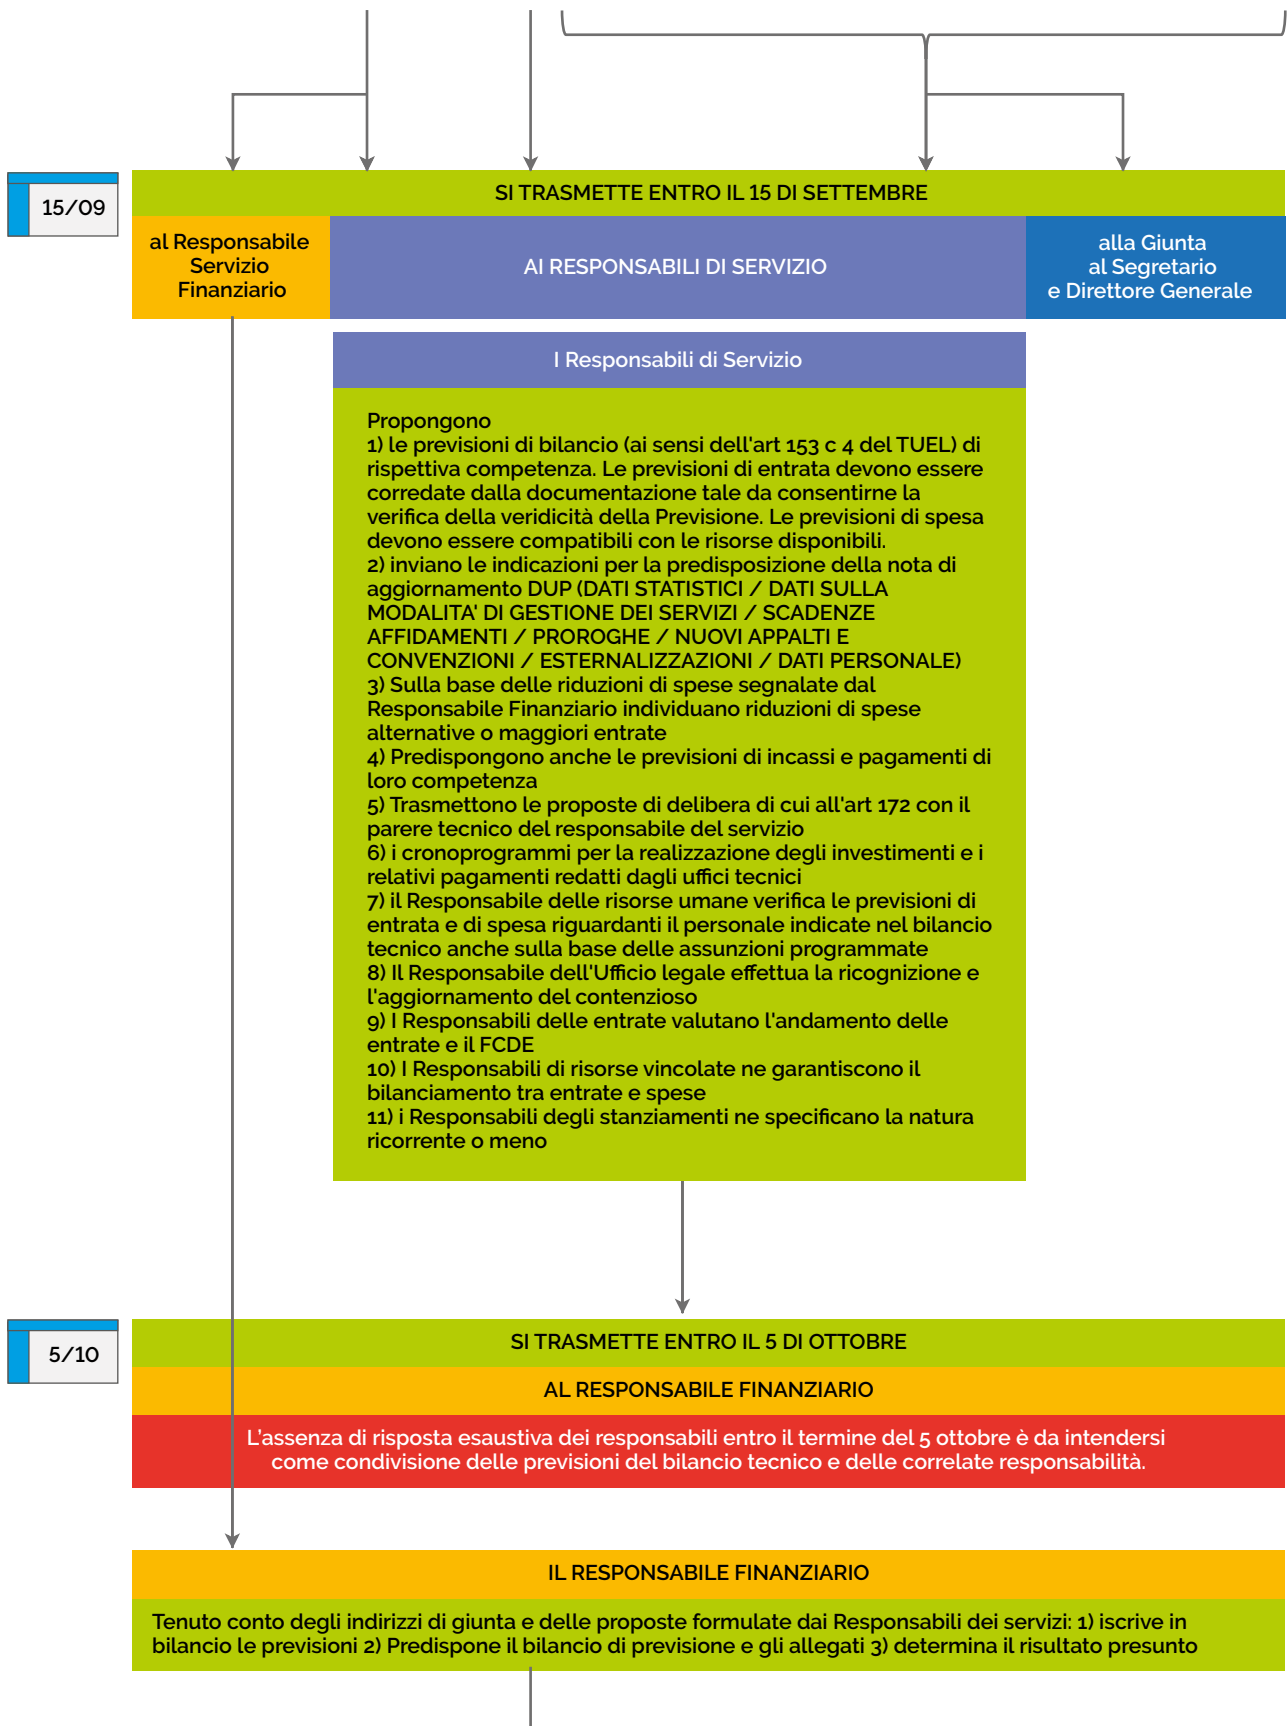 15/09
SI TRASMETTE ENTRO IL 15 DI SETTEMBRE
al Responsabile
Servizio
Finanziario
AI RESPONSABILI DI SERVIZIO
alla Giunta
al Segretario
e Direttore Generale
I Responsabili di Servizio
Propongono
1) le previsioni di bilancio (ai sensi dell'art 153 c 4 del TUEL) di
rispettiva competenza. Le previsioni di entrata devono essere
corredate dalla documentazione tale da consentirne la
verifica della veridicità della Previsione. Le previsioni di spesa
devono essere compatibili con le risorse disponibili.
2) inviano le indicazioni per la predisposizione della nota di
aggiornamento DUP (DATI STATISTICI / DATI SULLA
MODALITA' DI GESTIONE DEI SERVIZI / SCADENZE
AFFIDAMENTI / PROROGHE / NUOVI APPALTI E
CONVENZIONI / ESTERNALIZZAZIONI / DATI PERSONALE)
3) Sulla base delle riduzioni di spese segnalate dal
Responsabile Finanziario individuano riduzioni di spese
alternative o maggiori entrate
4) Predispongono anche le previsioni di incassi e pagamenti di
loro competenza
5) Trasmettono le proposte di delibera di cui all'art 172 con il
parere tecnico del responsabile del servizio
6) i cronoprogrammi per la realizzazione degli investimenti e i
relativi pagamenti redatti dagli uffici tecnici
7) il Responsabile delle risorse umane verifica le previsioni di
entrata e di spesa riguardanti il personale indicate nel bilancio
tecnico anche sulla base delle assunzioni programmate
8) Il Responsabile dell'Ufficio legale effettua la ricognizione e
l'aggiornamento del contenzioso
9) I Responsabili delle entrate valutano l'andamento delle
entrate e il FCDE
10) I Responsabili di risorse vincolate ne garantiscono il
bilanciamento tra entrate e spese
11) i Responsabili degli stanziamenti ne specificano la natura
ricorrente o meno
5/10
SI TRASMETTE ENTRO IL 5 DI OTTOBRE
AL RESPONSABILE FINANZIARIO
L'assenza di risposta esaustiva dei responsabili entro il termine del 5 ottobre è da intendersi
come condivisione delle previsioni del bilancio tecnico e delle correlate responsabilità.
IL RESPONSABILE FINANZIARIO
Tenuto conto degli indirizzi di giunta e delle proposte formulate dai Responsabili dei servizi: 1) iscrive in
bilancio le previsioni 2) Predispone il bilancio di previsione e gli allegati 3) determina il risultato presunto